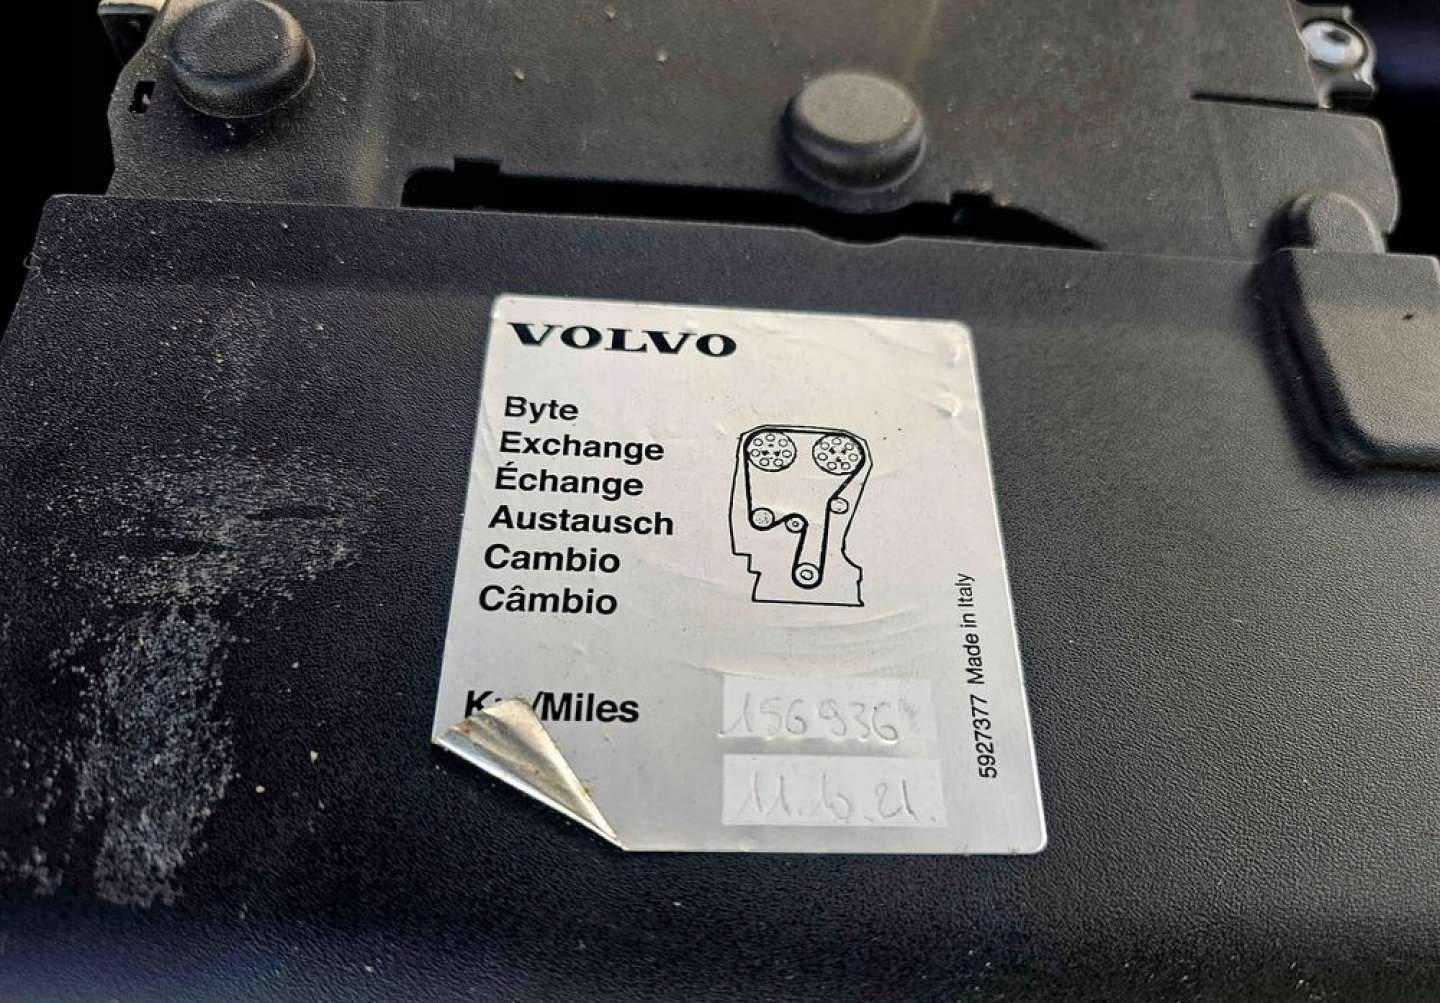 VOLVO
Byte
Exchange
Échange
Austausch
Cambio
Câmbio
/Miles
156936
11.6.21.
5927377 Made in Italy